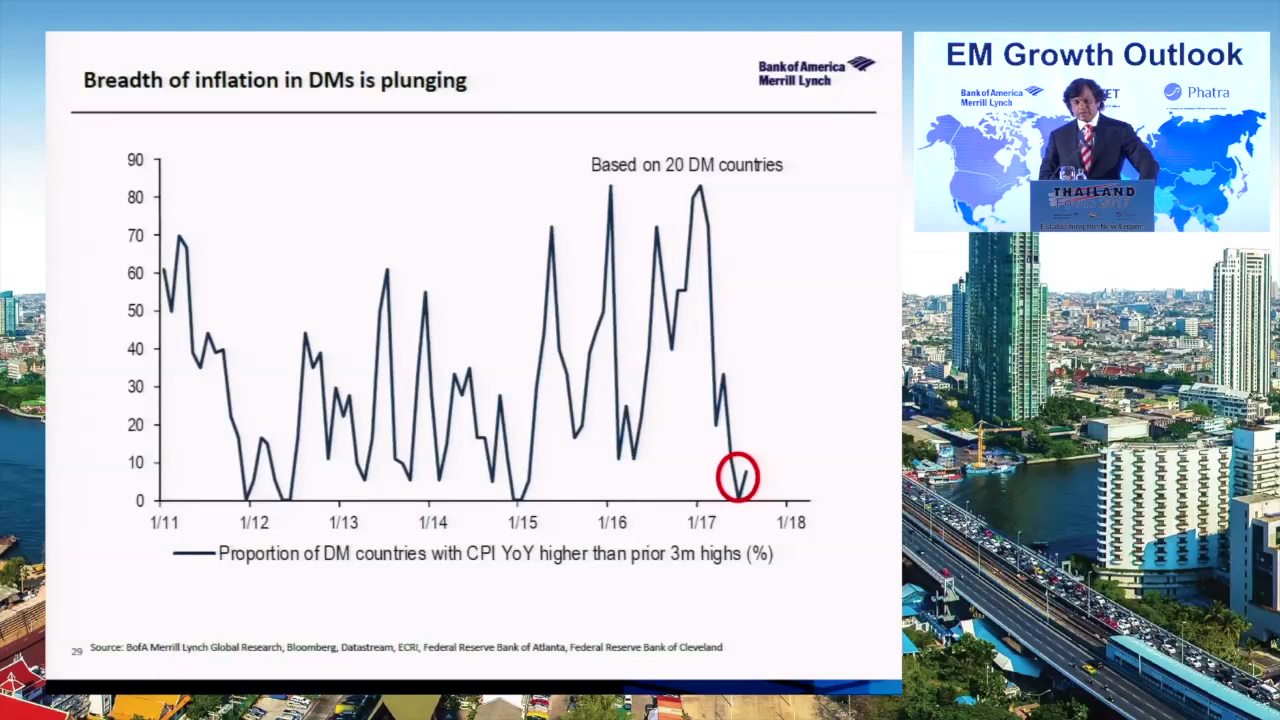 Breadth of inflation in DMs is plunging
Bank of America
Merrill Lynch
Based on 20 DM countries
90
80
70
60
50
40
30
20
10
0
1/11
1/12
1/13
1/14
1/15
1/16
1/17
1/18
Proportion of DM countries with CPI YoY higher than prior 3m highs (%)
29
Source: BofA Merrill Lynch Global Research, Bloomberg, Datastream, ECRI, Federal Reserve Bank of Atlanta, Federal Reserve Bank of Cleveland
EM Growth Outlook
Bank of America
Merrill Lynch
Phatra
THAILAND
Establishing the New Engine